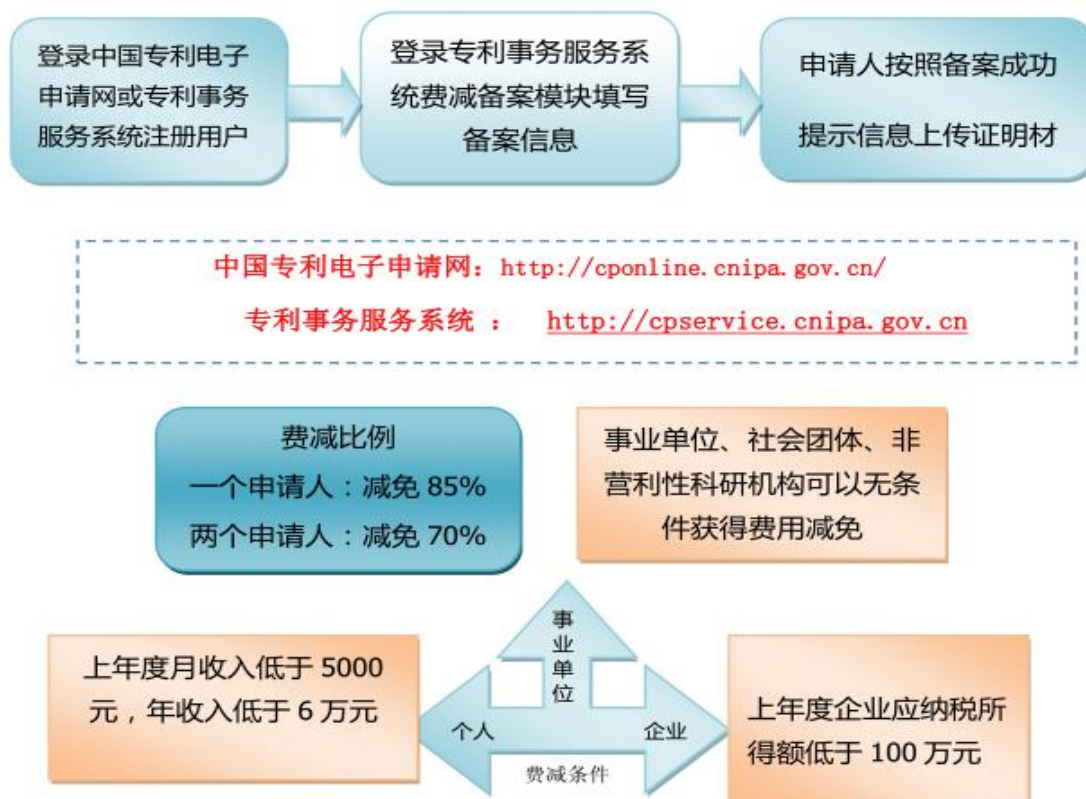 登录中国专利电子
申请网或专利事务
服务系统注册用户
登录专利事务服务系
统费减备案模块填写
备案信息
申请人按照备案成功
提示信息上传证明材
中国专利电子申请网：http://cponline.cnipa.gov.cn/
专利事务服务系统 ： http://cpservice.cnipa.gov.cn
费减比例
一个申请人：减免 85%
两个申请人：减免 70%
事业单位、社会团体、非
营利性科研机构可以无条
件获得费用减免
上年度月收入低于 5000
元，年收入低于 6 万元
事业单位
个人
企业
费减条件
上年度企业应纳税所
得额低于 100 万元